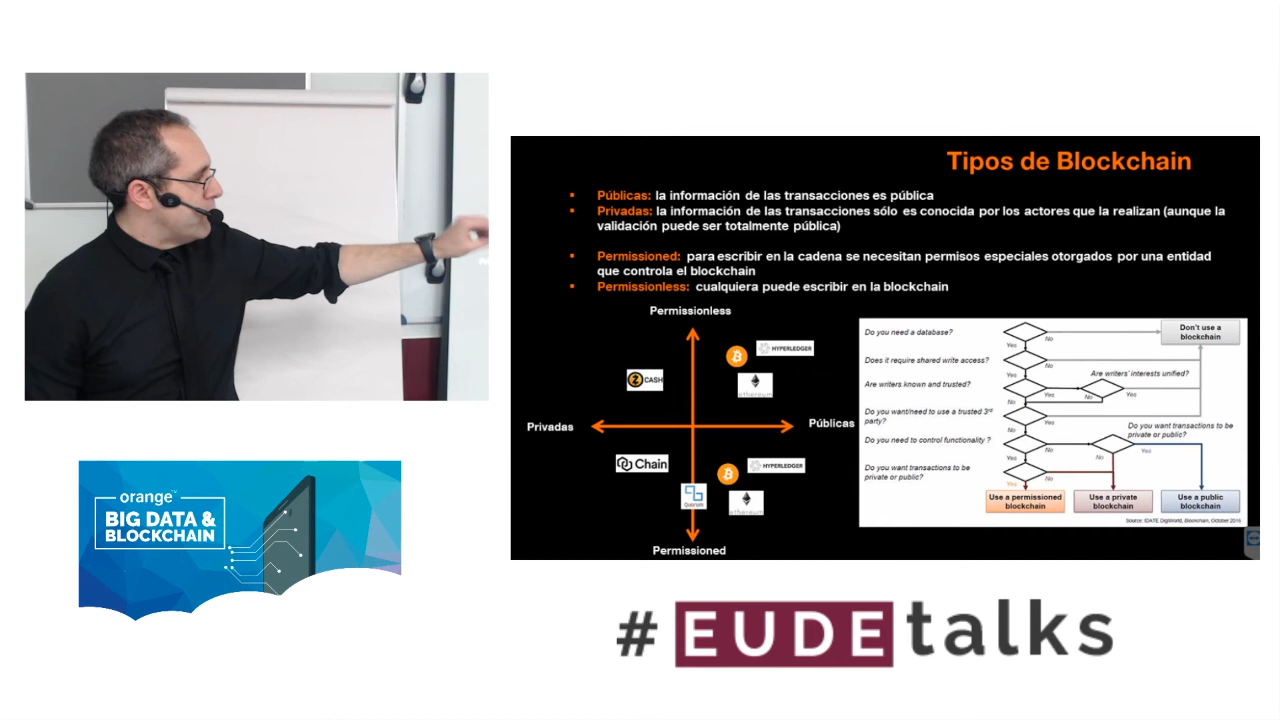 Tipos de Blockchain
▪ Públicas: la información de las transacciones es pública
▪ Privadas: la información de las transacciones sólo es conocida por los actores que la realizan (aunque la
validación puede ser totalmente pública)
▪ Permissioned: para escribir en la cadena se necesitan permisos especiales otorgados por una entidad
que controla el blockchain
▪ Permissionless: cualquiera puede escribir en la blockchain
Permissionless
HYPERLEDGER
CASH
ethereum
Privadas
Públicas
Chain
HYPERLEDGER
Quorum
ethereum
Permissioned
Do you need a database?
No
Don't use a
blockchain
Yes
Does it require shared write access?
No
Yes
Are writers' interests unified?
Are writers known and trusted?
Yes
No
Yes
No
Do you want/need to use a trusted 3rd
party?
Yes
No
Do you want transactions to be
private or public?
Do you need to control functionality ?
No
No
Yes
Yes
Do you want transactions to be
private or public?
No
Yes
Use a permissioned
blockchain
Use a private
blockchain
Use a public
blockchain
Source: IDATE DigiWorld, Blockchain, October 2016
orange™
BIG DATA &
BLOCKCHAIN
# EUDE talks